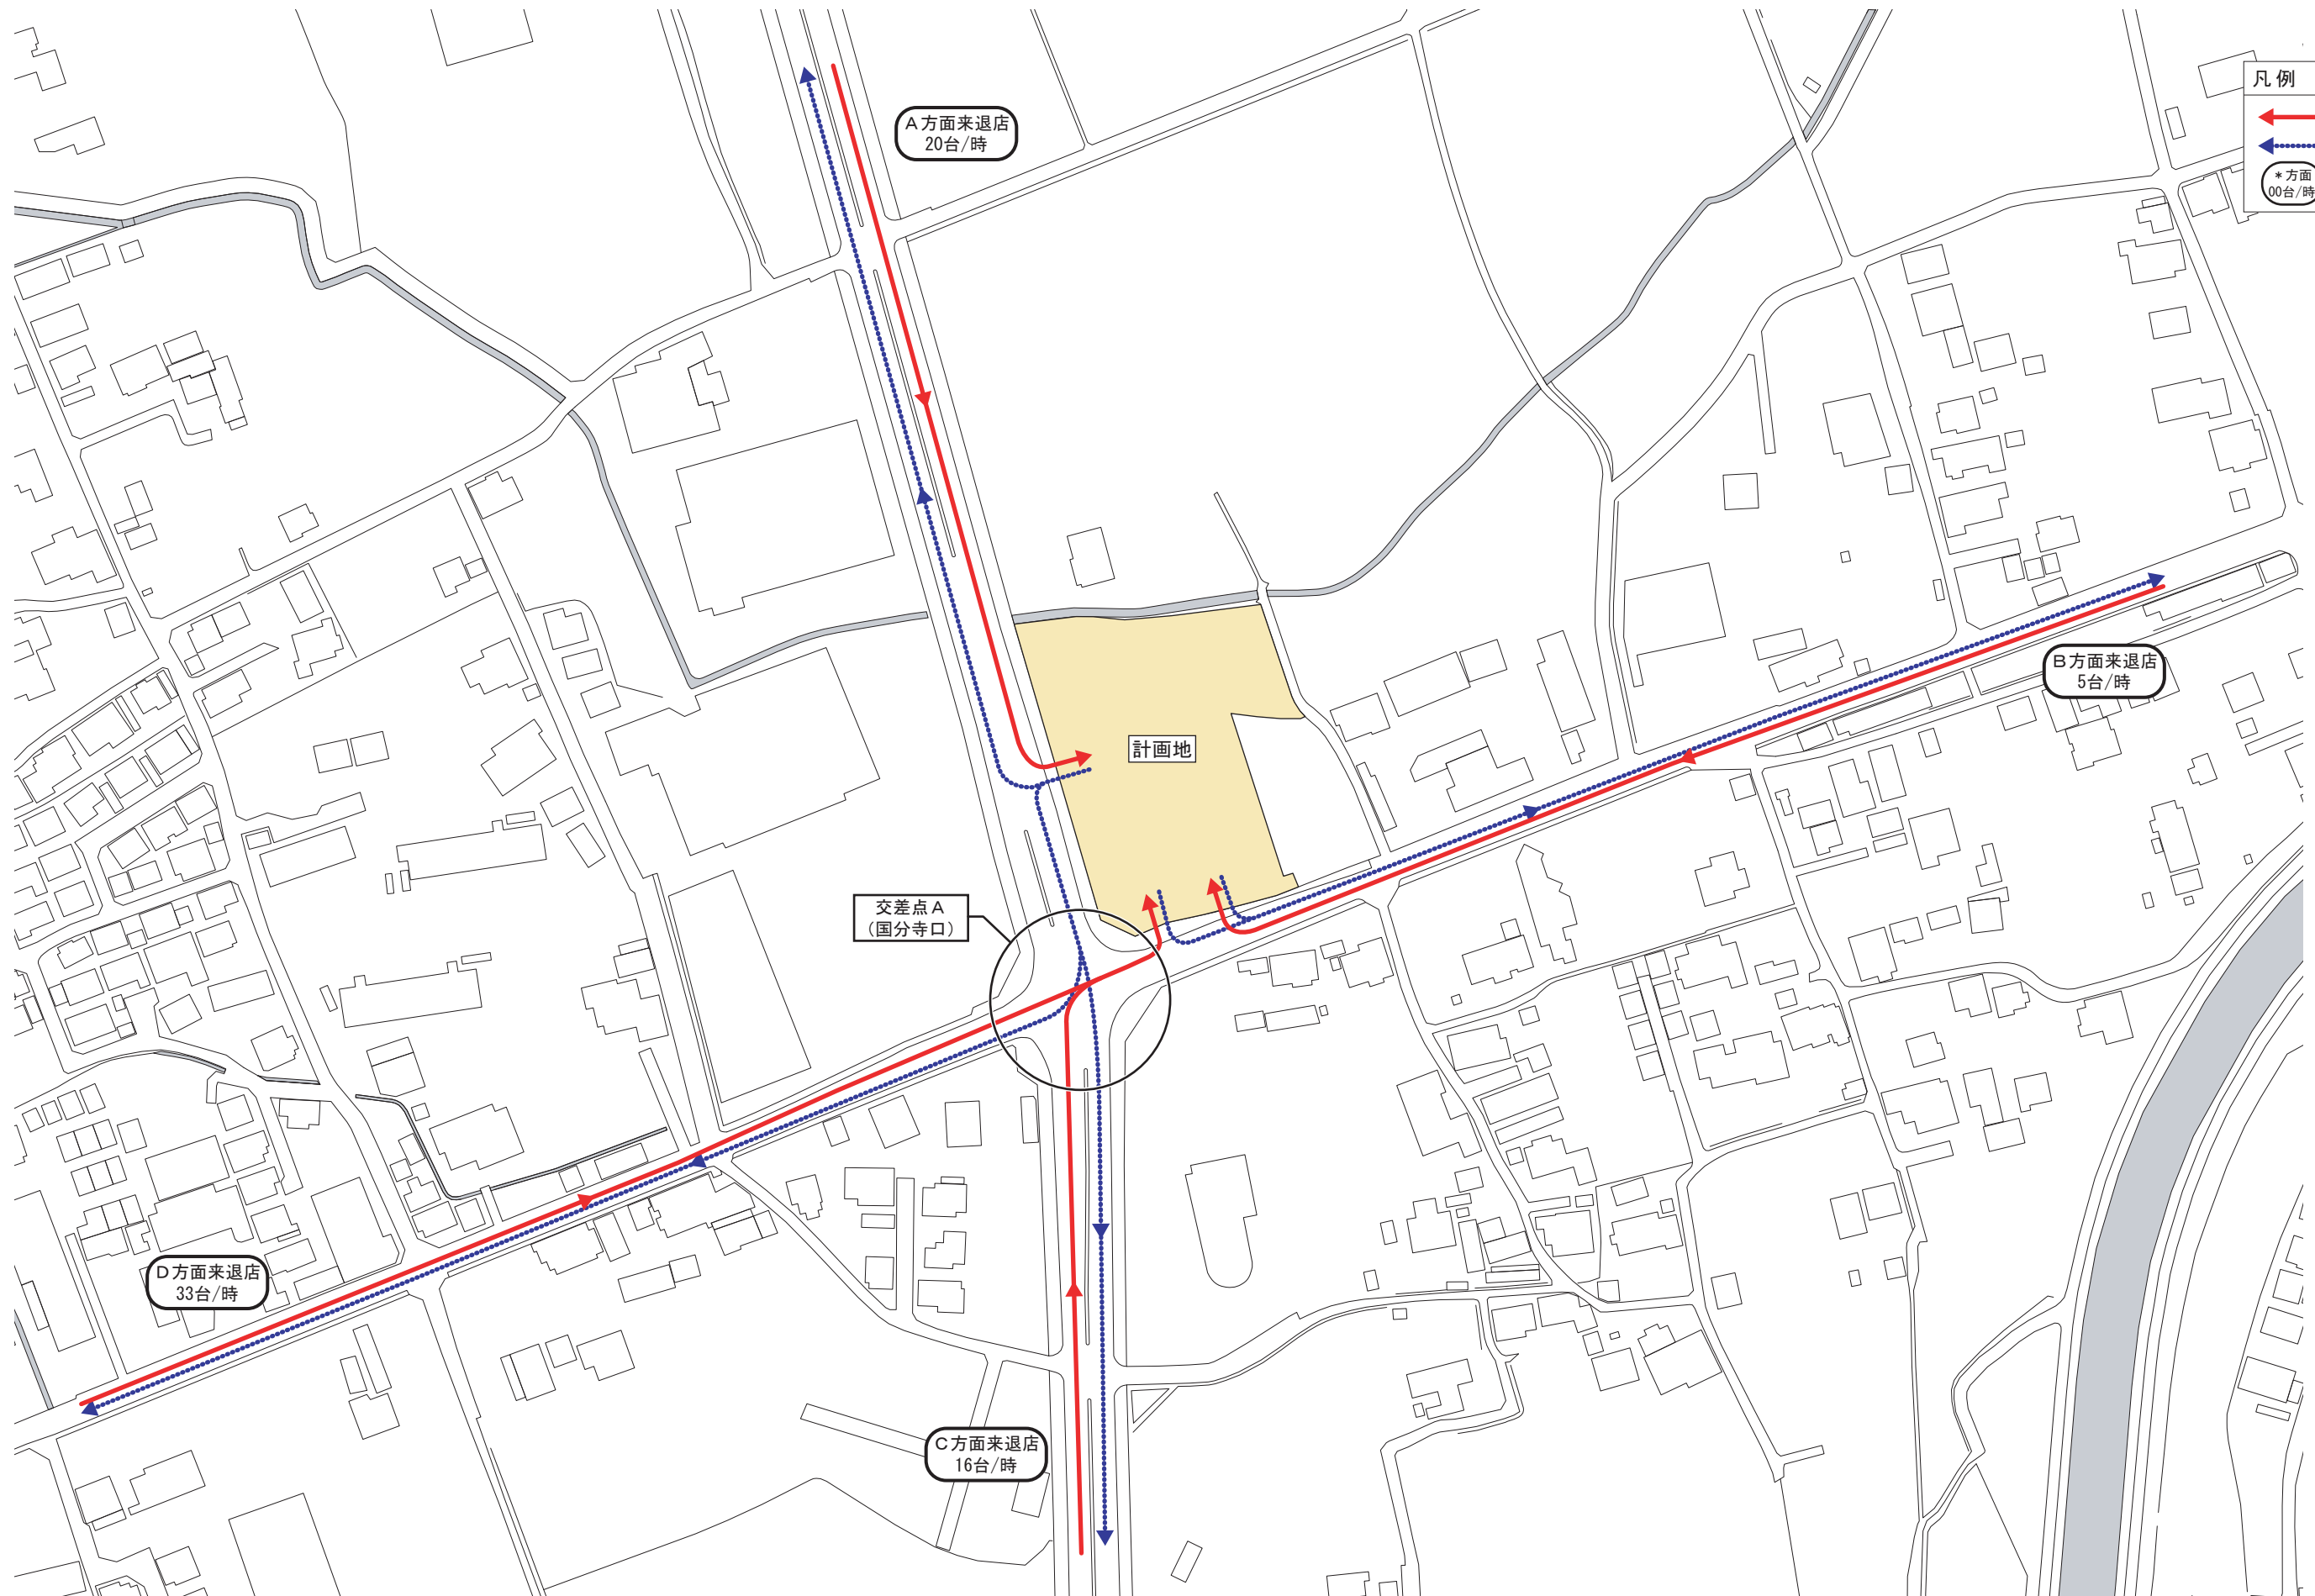 A方面来退店
20台/時
凡例
*方面
00台/時
B方面来退店
5台/時
計画地
交差点A
(国分寺口)
D方面来退店
33台/時
C方面来退店
16台/時